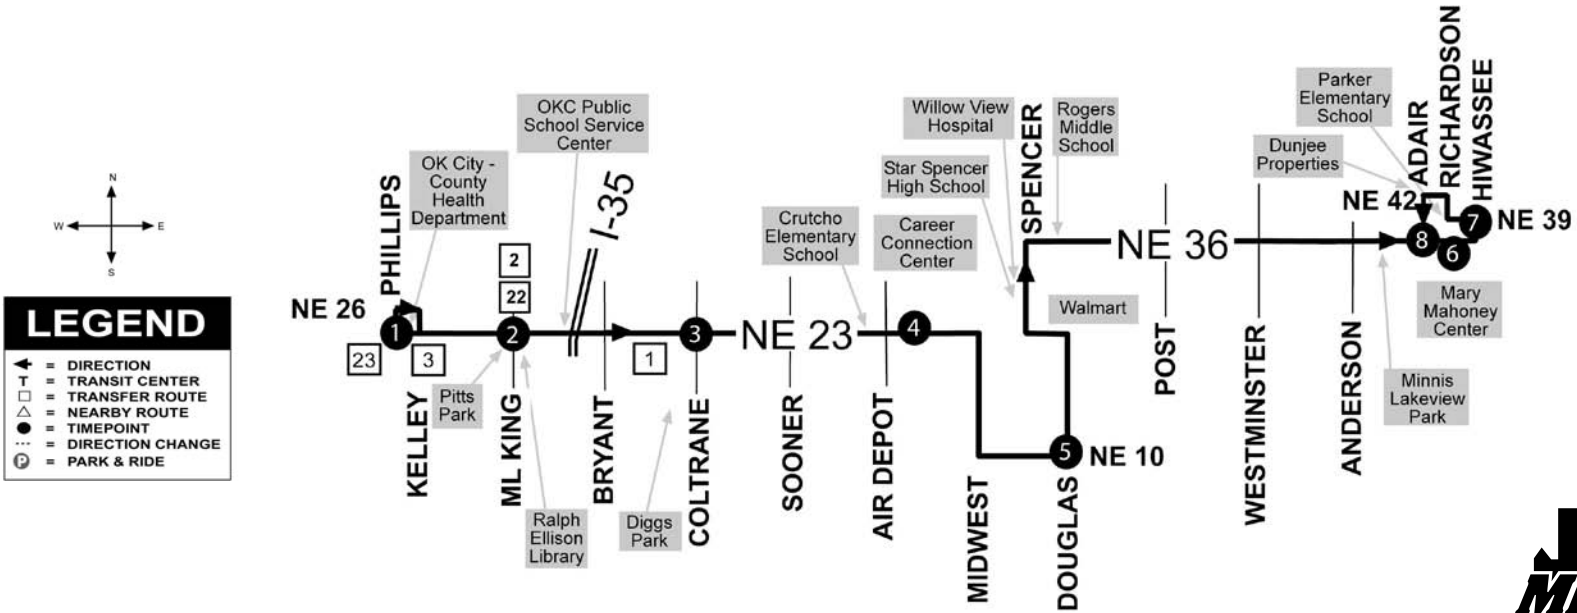 N
W
E
S
LEGEND
= DIRECTION
T = TRANSIT CENTER
= TRANSFER ROUTE
= NEARBY ROUTE
= TIMEPOINT
--- = DIRECTION CHANGE
P = PARK & RIDE
NE 26
PHILLIPS
OK City -
County
Health
Department
1
23
3
KELLEY
2
22
2
Pitts
Park
ML KING
Ralph
Ellison
Library
OKC Public
School Service
Center
I-35
BRYANT
1
Diggs
Park
3
COLTRANE
NE 23
SOONER
Crutcho
Elementary
School
AIR DEPOT
Career
Connection
Center
4
MIDWEST
5
NE 10
DOUGLAS
Walmart
Star Spencer
High School
Willow View
Hospital
SPENCER
Rogers
Middle
School
NE 36
POST
WESTMINSTER
ANDERSON
Minnis
Lakeview
Park
Dunjee
Properties
Parker
Elementary
School
NE 42
ADAIR
RICHARDSON
HIWASSEE
NE 39
8
6
7
Mary
Mahoney
Center